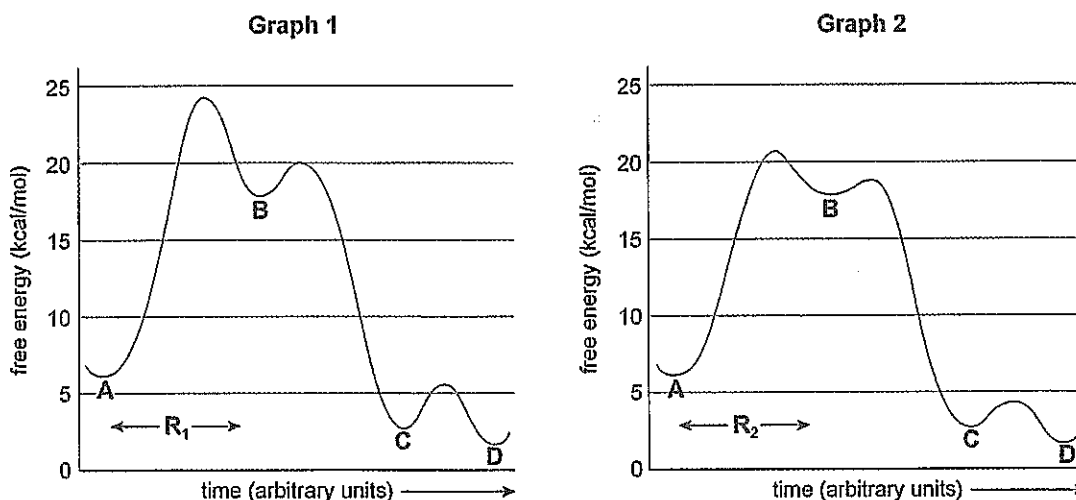 Graph 1
25
20
15
10
5
0
free energy (kcal/mol)
A
B
C
D
R₁
time (arbitrary units)
Graph 2
25
20
15
10
5
0
free energy (kcal/mol)
A
B
C
D
R₂
time (arbitrary units)